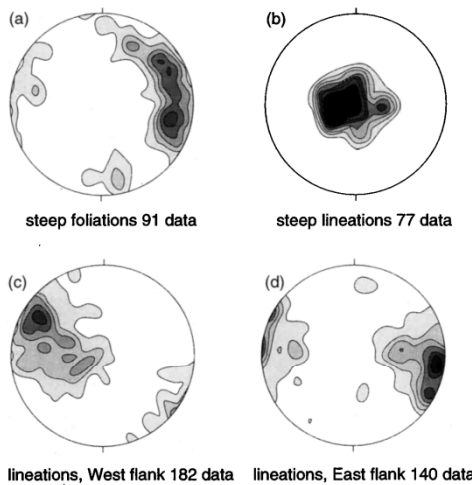 (a)
(b)
steep foliations 91 data
steep lineations 77 data
(c)
(d)
lineations, West flank 182 data
lineations, East flank 140 data